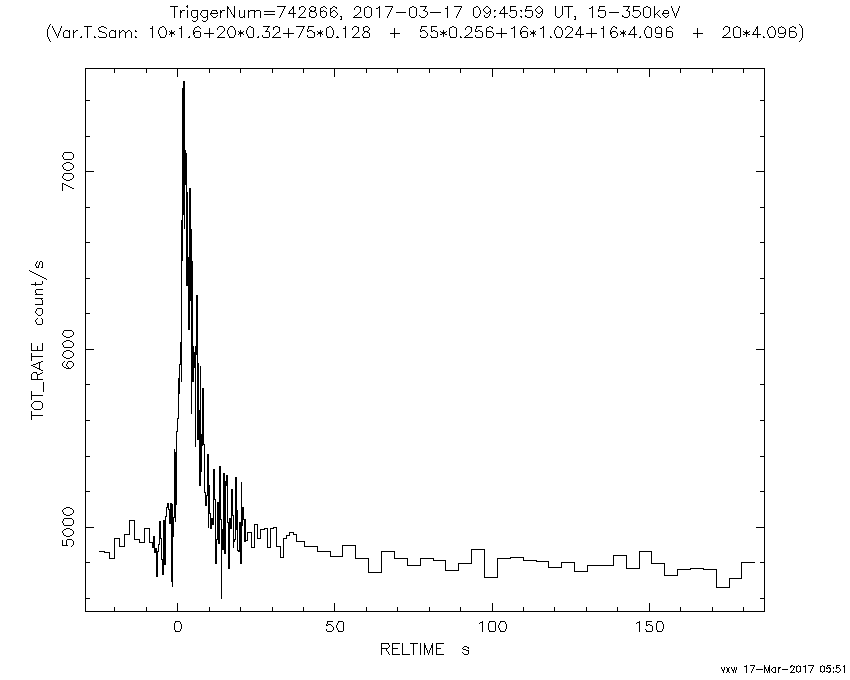 TriggerNum=742866, 2017-03-17 09:45:59 UT, 15-350keV
(Var.T.Sam: 10*1.6+20*0.32+75*0.128 + 55*0.256+16*1.024+16*4.096 + 20*4.096)
7000
6000
5000
TOT_RATE count/s
0 50 100 150
RELTIME s
vxw 17-Mar-2017 05:51